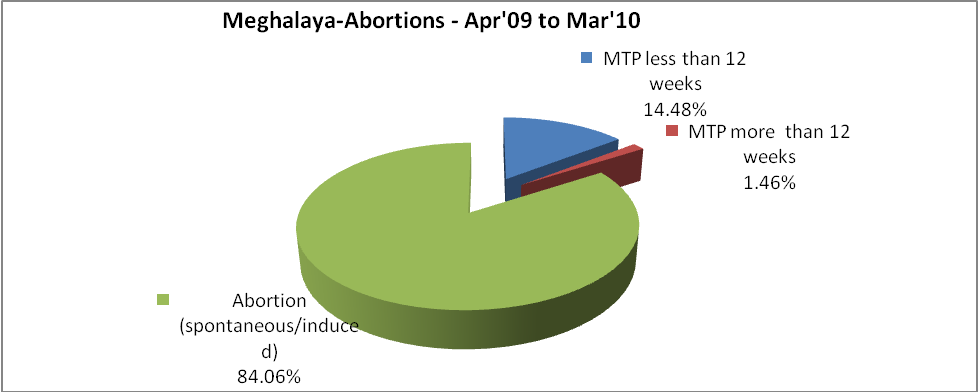 Meghalaya-Abortions - Apr'09 to Mar'10
MTP less than 12
weeks
14.48%
MTP more  than 12
weeks
1.46%
Abortion
(spontaneous/induce
d)
84.06%